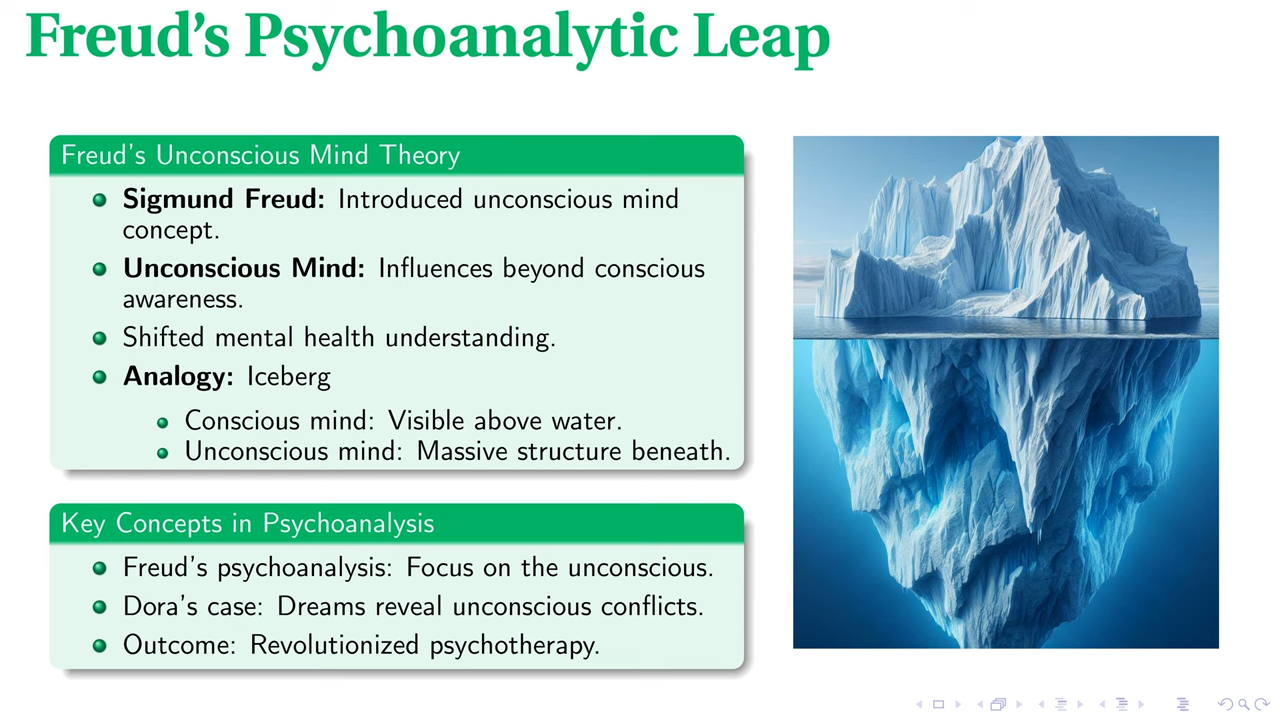 Freud's Psychoanalytic Leap
Freud's Unconscious Mind Theory
Sigmund Freud: Introduced unconscious mind
concept.
Unconscious Mind: Influences beyond conscious
awareness.
Shifted mental health understanding.
Analogy: Iceberg
Conscious mind: Visible above water.
Unconscious mind: Massive structure beneath.
Key Concepts in Psychoanalysis
Freud's psychoanalysis: Focus on the unconscious.
Dora's case: Dreams reveal unconscious conflicts.
Outcome: Revolutionized psychotherapy.